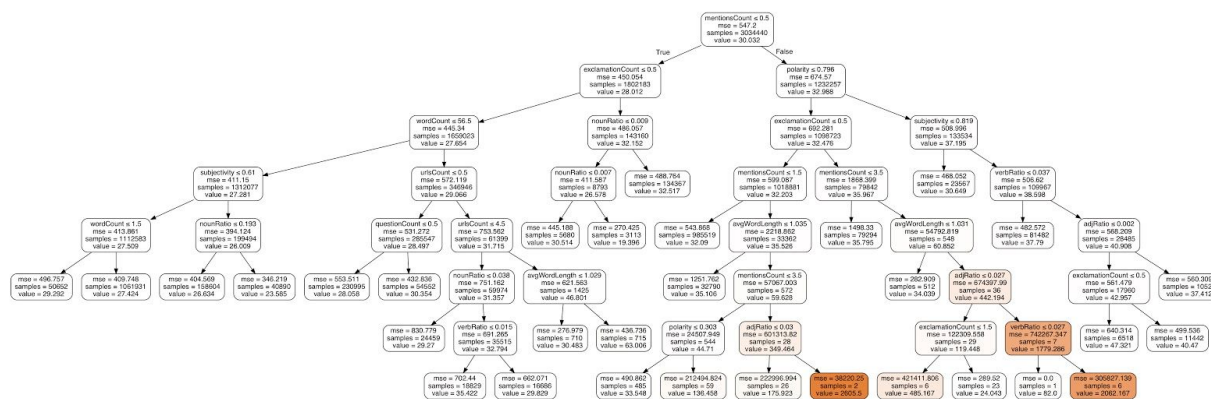 mentionsCount ≤ 0.5
mse = 547.2
samples = 3034440
value = 30.032
True
False
exclamationCount ≤ 0.5
mse = 450.054
samples = 1802183
value = 28.012
polarity ≤ 0.796
mse = 674.57
samples = 1232257
value = 32.988
wordCount ≤ 56.5
mse = 445.34
samples = 1659023
value = 27.654
nounRatio ≤ 0.009
mse = 486.057
samples = 143160
value = 32.152
exclamationCount ≤ 0.5
mse = 692.281
samples = 1098723
value = 32.476
subjectivity ≤ 0.819
mse = 508.996
samples = 133534
value = 37.195
subjectivity ≤ 0.61
mse = 411.15
samples = 1312077
value = 27.281
urlsCount ≤ 0.5
mse = 572.119
samples = 346946
value = 29.066
nounRatio ≤ 0.007
mse = 411.587
samples = 8793
value = 26.578
mse = 488.764
samples = 134367
value = 32.517
mentionsCount ≤ 1.5
mse = 599.087
samples = 1018881
value = 32.203
mentionsCount ≤ 3.5
mse = 1868.399
samples = 79842
value = 35.967
mse = 468.052
samples = 23567
value = 30.649
verbRatio ≤ 0.037
mse = 506.62
samples = 109967
value = 38.598
wordCount ≤ 1.5
mse = 413.861
samples = 1112583
value = 27.509
nounRatio ≤ 0.193
mse = 394.124
samples = 199494
value = 26.009
questionCount ≤ 0.5
mse = 531.272
samples = 285547
value = 28.497
urlsCount ≤ 4.5
mse = 753.562
samples = 61399
value = 31.715
mse = 445.188
samples = 5680
value = 30.514
mse = 270.425
samples = 3113
value = 19.396
mse = 543.868
samples = 985519
value = 32.09
avgWordLength ≤ 1.035
mse = 2218.862
samples = 33362
value = 35.526
mse = 1498.33
samples = 79294
value = 35.795
avgWordLength ≤ 1.031
mse = 54792.819
samples = 546
value = 60.852
mse = 482.572
samples = 81482
value = 37.79
adjRatio ≤ 0.002
mse = 568.209
samples = 28485
value = 40.908
mse = 496.757
samples = 50652
value = 29.292
mse = 409.748
samples = 1061931
value = 27.424
mse = 404.569
samples = 158604
value = 26.634
mse = 346.219
samples = 40890
value = 23.585
mse = 553.511
samples = 230995
value = 28.058
mse = 432.836
samples = 54552
value = 30.354
nounRatio ≤ 0.038
mse = 751.162
samples = 59974
value = 31.357
avgWordLength ≤ 1.029
mse = 621.563
samples = 1425
value = 46.801
mse = 1251.762
samples = 32790
value = 35.106
mentionsCount ≤ 3.5
mse = 57067.003
samples = 572
value = 59.628
mse = 282.909
samples = 512
value = 34.039
adjRatio ≤ 0.027
mse = 674397.99
samples = 36
value = 442.194
exclamationCount ≤ 0.5
mse = 561.479
samples = 17960
value = 42.957
mse = 560.309
samples = 1052
value = 37.412
mse = 830.779
samples = 24459
value = 29.27
verbRatio ≤ 0.015
mse = 691.265
samples = 35515
value = 32.794
mse = 276.979
samples = 710
value = 30.483
mse = 436.736
samples = 715
value = 63.006
polarity ≤ 0.303
mse = 24507.949
samples = 544
value = 44.71
adjRatio ≤ 0.03
mse = 601313.82
samples = 28
value = 349.464
exclamationCount ≤ 1.5
mse = 122309.558
samples = 29
value = 119.448
verbRatio ≤ 0.027
mse = 742267.347
samples = 7
value = 1779.286
mse = 640.314
samples = 6518
value = 47.321
mse = 499.536
samples = 11442
value = 40.47
mse = 702.44
samples = 18829
value = 35.422
mse = 662.071
samples = 16686
value = 29.829
mse = 490.862
samples = 485
value = 33.548
mse = 212494.824
samples = 59
value = 136.458
mse = 222996.994
samples = 26
value = 175.923
mse = 38220.25
samples = 2
value = 2605.5
mse = 421411.806
samples = 6
value = 485.167
mse = 289.52
samples = 23
value = 24.043
mse = 0.0
samples = 1
value = 82.0
mse = 305827.139
samples = 6
value = 2062.167